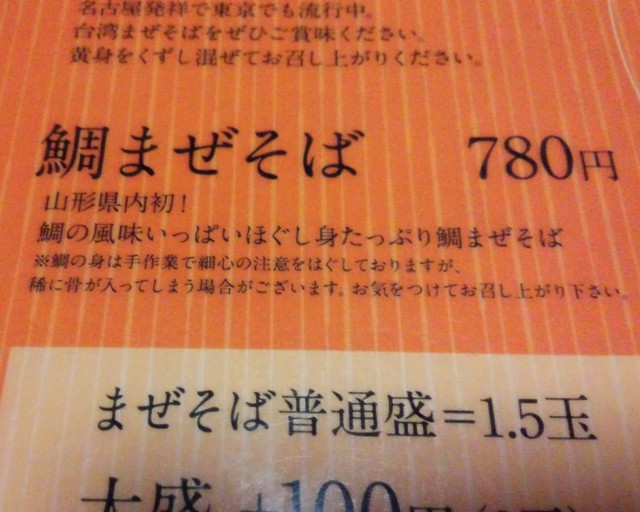 名古屋発祥で東京でも流行中。
台湾まぜそばをぜひご賞味ください。
黄身をくずし混ぜてお召し上がりください。
鯛まぜそば 780円
山形県内初！
鯛の風味いっぱいほぐし身たっぷり鯛まぜそば
※鯛の身は手作業で細心の注意をはぐしておりますが、
稀に骨が入ってしまう場合がございます。お気をつけてお召し上がり下さい。
まぜそば普通盛＝1.5玉
大盛 +100円